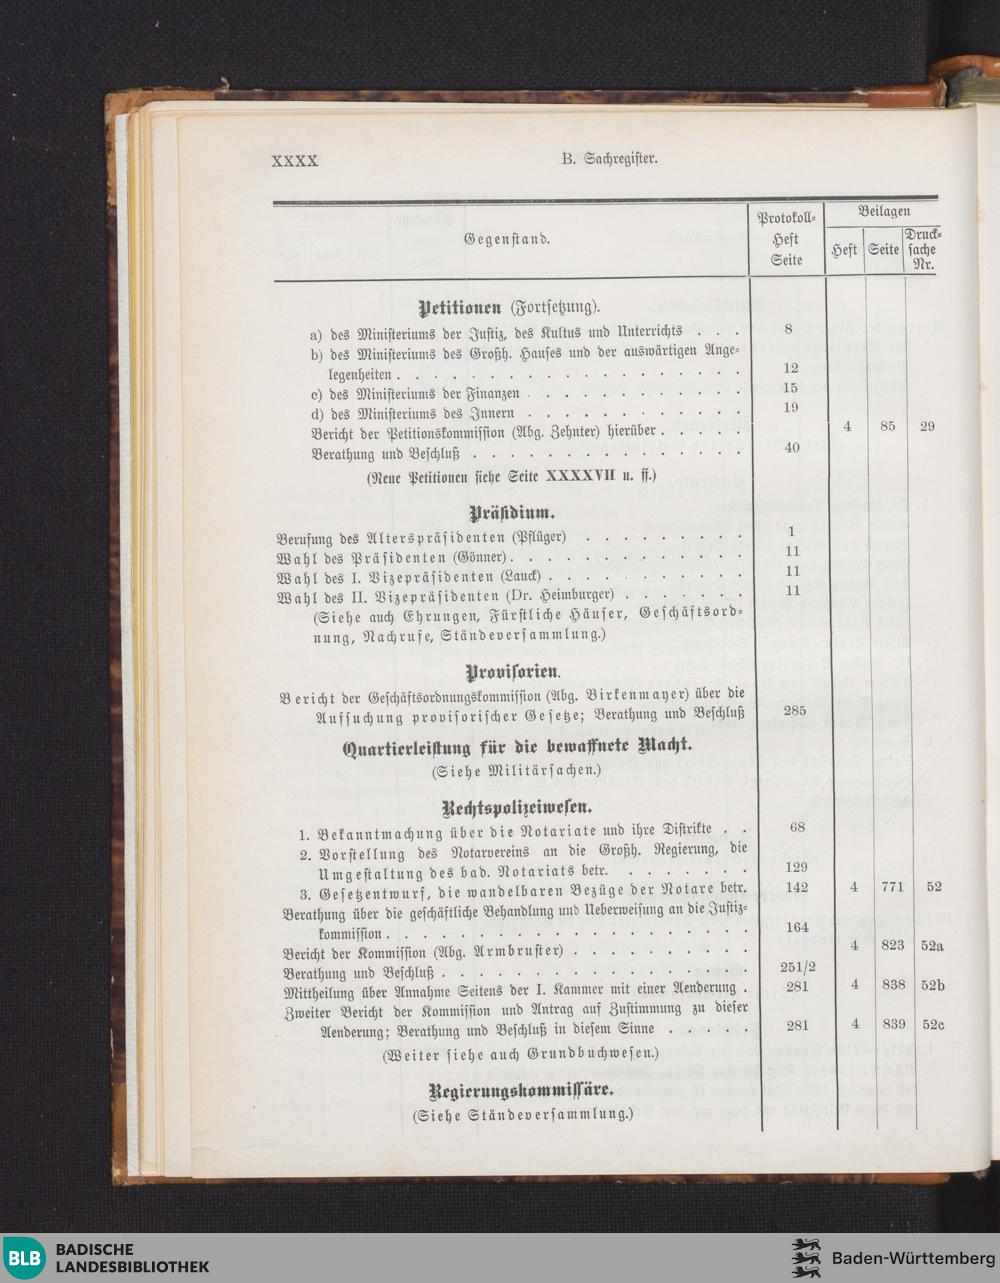 XXXX B. Sachregister.
Gegenstand. Protokoll- Heft Seite Beilagen Heft Seite Druck- sache Nr.
Petitionen (Fortsetzung).
a) des Ministeriums der Justiz, des Kultus und Unterrichts . . . 8
b) des Ministeriums des Großh. Hauses und der auswärtigen Ange-
legenheiten . . . . . . . . . . . . . . . . . . 12
c) des Ministeriums der Finanzen . . . . . . . . . . . . 15
d) des Ministeriums des Innern . . . . . . . . . . . . 19
Bericht der Petitionskommission (Abg. Zehnter) hierüber . . . . . 4 85 29
Berathung und Beschluß . . . . . . . . . . . . . . . 40
(Neue Petitionen siehe Seite XXXXVII u. ff.)
Präsidium.
Berufung des Alterspräsidenten (Pflüger) . . . . . . . . . 1
Wahl des Präsidenten (Gönner) . . . . . . . . . . . . . 11
Wahl des I. Vizepräsidenten (Lauck) . . . . . . . . . . . 11
Wahl des II. Vizepräsidenten (Dr. Heimburger) . . . . . . . 11
(Siehe auch Ehrungen, Fürstliche Häuser, Geschäftsord-
nung, Nachrufe, Ständeversammlung.)
Provisorien.
Bericht der Geschäftsordnungskommission (Abg. Birkenmayer) über die
Aufsuchung provisorischer Gesetze; Berathung und Beschluß 285
Quartierleistung für die bewaffnete Macht.
(Siehe Militärsachen.)
Rechtspolizeiwesen.
1. Bekanntmachung über die Notariate und ihre Distrikte . . 68
2. Vorstellung des Notarvereins an die Großh. Regierung, die
Umgestaltung des bad. Notariats betr. . . . . . . . 129
3. Gesetzentwurf, die wandelbaren Bezüge der Notare betr. 142 4 771 52
Berathung über die geschäftliche Behandlung und Ueberweisung an die Justiz-
kommission . . . . . . . . . . . . . . . . . . . 164
Bericht der Kommission (Abg. Armbruster) . . . . . . . . . . 4 823 52a
Berathung und Beschluß . . . . . . . . . . . . . . . . . 251/2
Mittheilung über Annahme Seitens der I. Kammer mit einer Aenderung . 281 4 838 52b
Zweiter Bericht der Kommission und Antrag auf Zustimmung zu dieser
Aenderung; Berathung und Beschluß in diesem Sinne . . . . . 281 4 839 52c
(Weiter siehe auch Grundbuchwesen.)
Regierungskommissäre.
(Siehe Ständeversammlung.)
BLB BADISCHE
LANDESBIBLIOTHEK
Baden-Württemberg